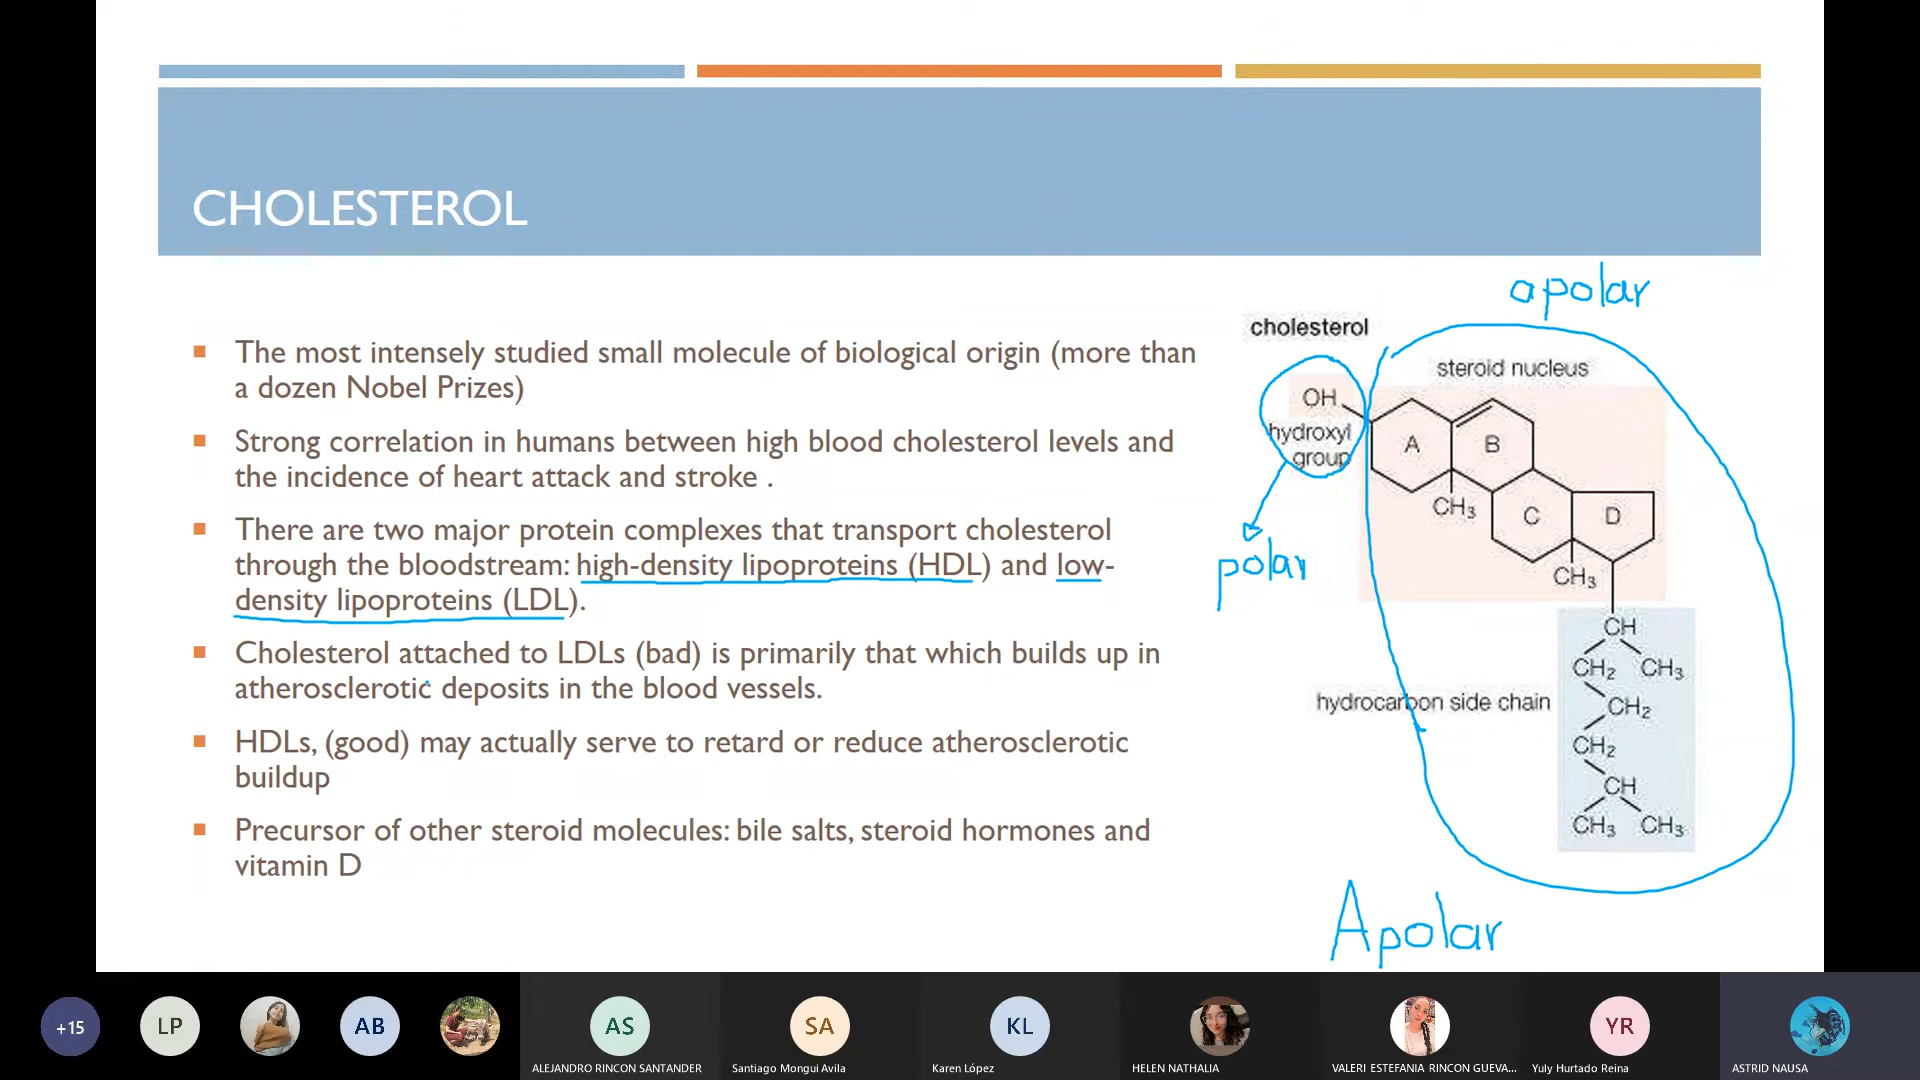 CHOLESTEROL
The most intensely studied small molecule of biological origin (more than
a dozen Nobel Prizes)
Strong correlation in humans between high blood cholesterol levels and
the incidence of heart attack and stroke .
There are two major protein complexes that transport cholesterol
through the bloodstream: high-density lipoproteins (HDL) and low-
density lipoproteins (LDL).
Cholesterol attached to LDLs (bad) is primarily that which builds up in
atherosclerotic deposits in the blood vessels.
HDLs, (good) may actually serve to retard or reduce atherosclerotic
buildup
Precursor of other steroid molecules: bile salts, steroid hormones and
vitamin D
apolar
cholesterol
steroid nucleus
OH
hydroxyl
group
A
B
CH3
C
D
polar
CH3
CH
CH2 CH3
hydrocarbon side chain
CH2
CH2
CH
CH3 CH3
Apolar
+15
LP
AB
AS
SA
KL
YR
ALEJANDRO RINCON SANTANDER
Santiago Mongui Avila
Karen López
HELEN NATHALIA
VALERI ESTEFANIA RINCON GUEVA...
Yuly Hurtado Reina
ASTRID NAUSA